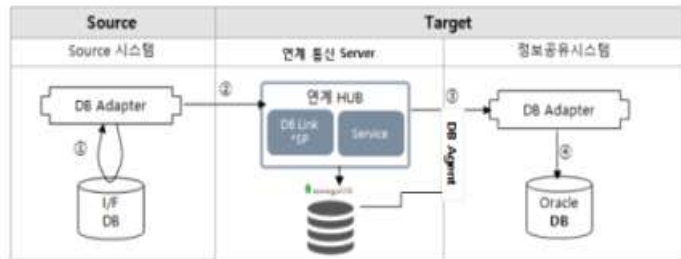 Source
Target
Source 시스템
연계 통신 Server
정보공유시스템
DB Adapter
①
I/F
DB
②
연계 HUB
DB Link
*SP
Service
mongoDB
③
DB Agent
DB Adapter
④
Oracle
DB